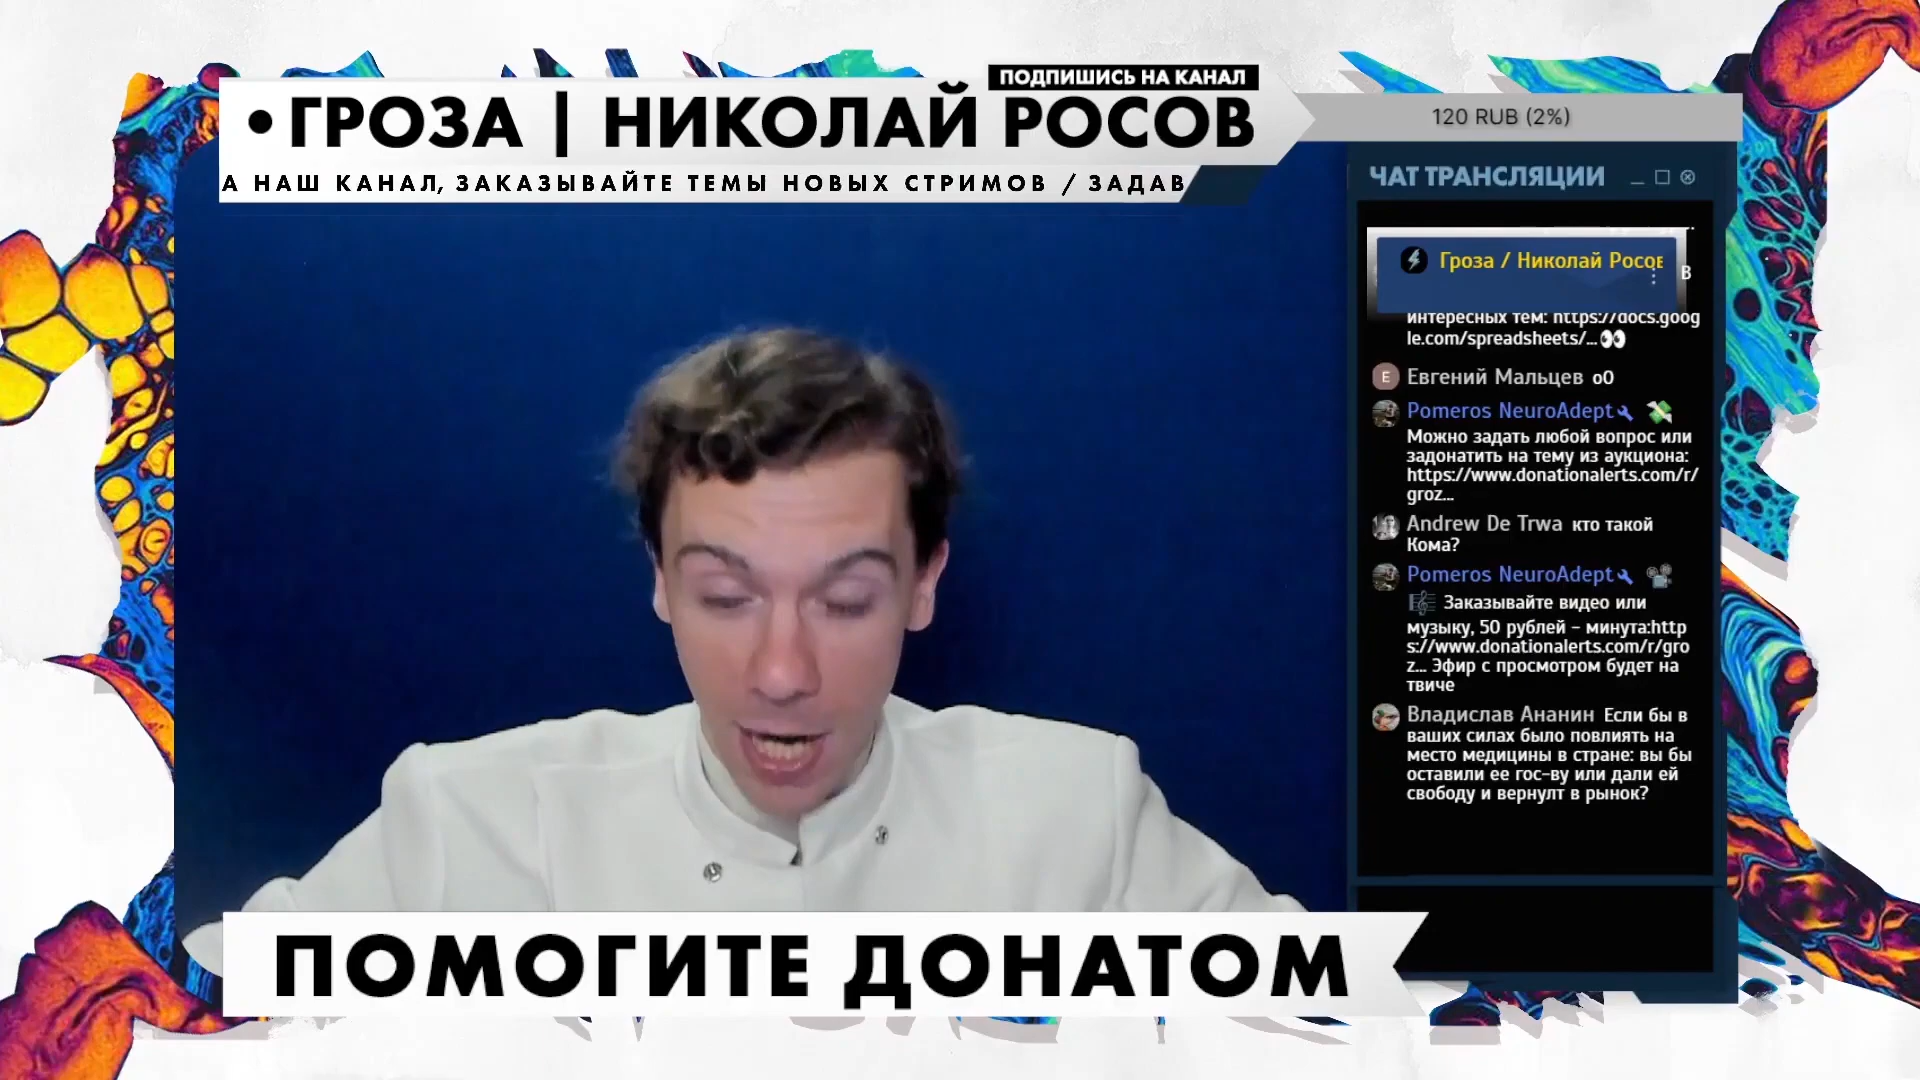 ПОДПИШИСЬ НА КАНАЛ
• ГРОЗА | НИКОЛАЙ РОСОВ
А НАШ КАНАЛ, ЗАКАЗЫВАЙТЕ ТЕМЫ НОВЫХ СТРИМОВ / ЗАДАВ
120 RUB (2%)
ЧАТ ТРАНСЛЯЦИИ
Гроза / Николай Росов
В
интересных тем: https://docs.goog
le.com/spreadsheets/...👀
Е Евгений Мальцев о0
Pomeros NeuroAdept 💸
Можно задать любой вопрос или
задонатить на тему из аукциона:
https://www.donationalerts.com/r/
groz...
Andrew De Trwa кто такой
Кома?
Pomeros NeuroAdept 📽
🎼 Заказывайте видео или
музыку, 50 рублей - минута:http
s://www.donationalerts.com/r/gro
z... Эфир с просмотром будет на
твиче
Владислав Ананин Если бы в
ваших силах было повлиять на
место медицины в стране: вы бы
оставили ее гос-ву или дали ей
свободу и вернулт в рынок?
ПОМОГИТЕ ДОНАТОМ